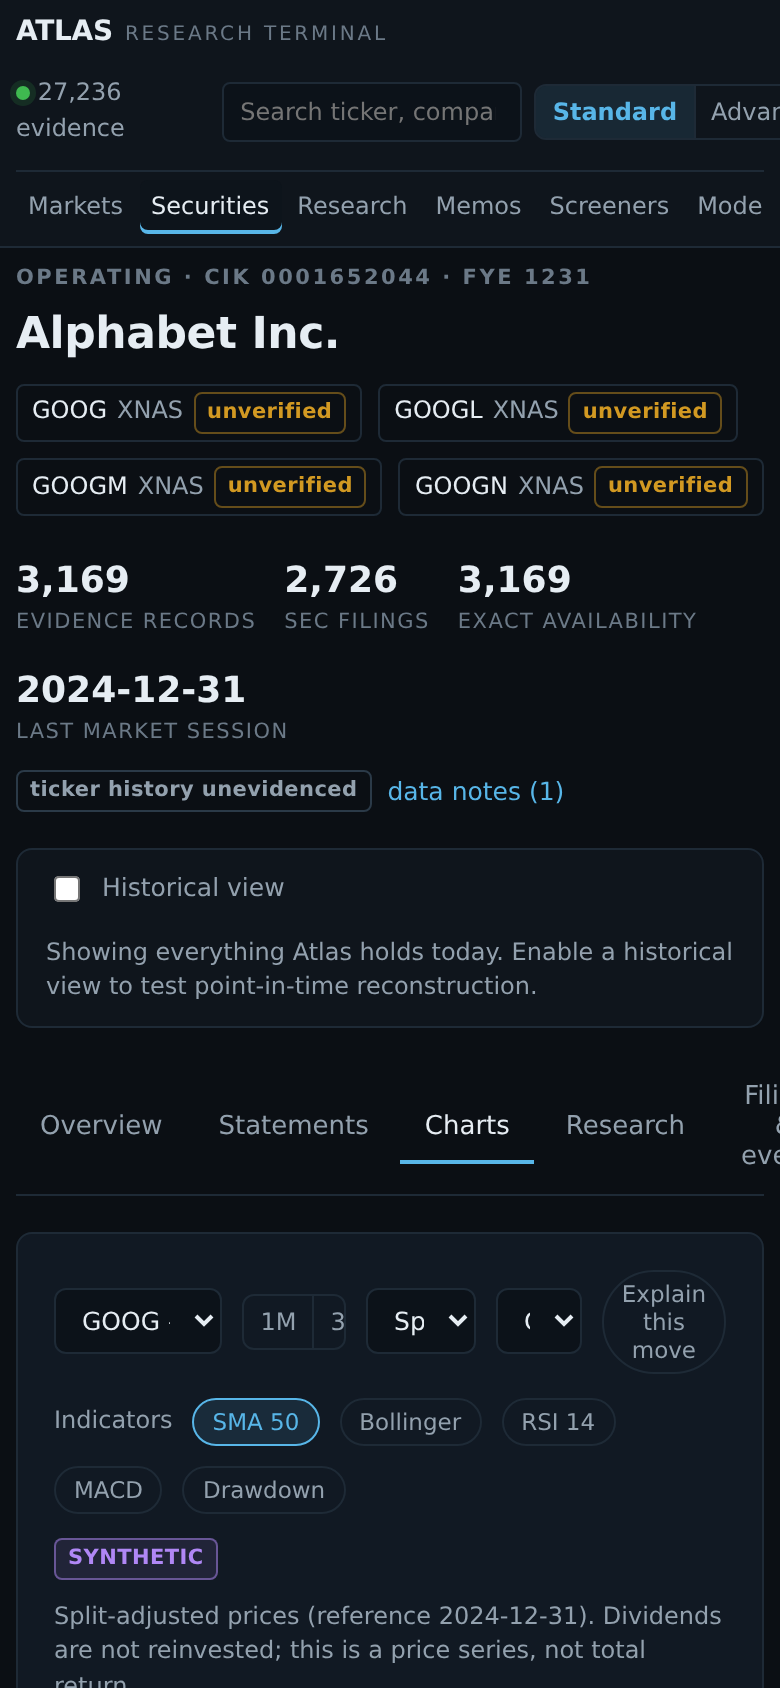 ATLAS RESEARCH TERMINAL
27,236 evidence
Search ticker, compa
Standard
Markets Securities Research Memos Screeners Mode
OPERATING · CIK 0001652044 · FYE 1231
Alphabet Inc.
GOOG XNAS unverified GOOGL XNAS unverified
GOOGM XNAS unverified GOOGN XNAS unverified
3,169 2,726 3,169
EVIDENCE RECORDS SEC FILINGS EXACT AVAILABILITY
2024-12-31
LAST MARKET SESSION
ticker history unevidenced data notes (1)
Historical view
Showing everything Atlas holds today. Enable a historical
view to test point-in-time reconstruction.
Overview Statements Charts Research
GOOG 1M 3 Sp Explain this move
Indicators SMA 50 Bollinger RSI 14
MACD Drawdown
SYNTHETIC
Split-adjusted prices (reference 2024-12-31). Dividends
are not reinvested; this is a price series, not total
return